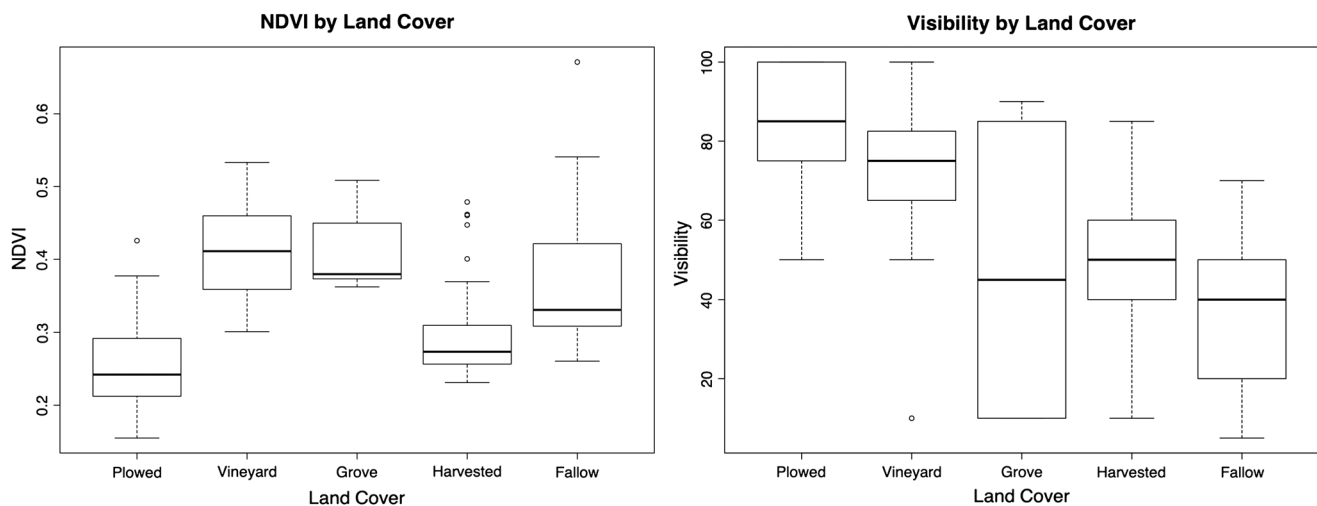 NDVI by Land Cover
NDVI
0.6
0.5
0.4
0.3
0.2
Plowed Vineyard Grove Harvested Fallow
Land Cover
Visibility by Land Cover
Visibility
100
80
60
40
20
Plowed Vineyard Grove Harvested Fallow
Land Cover